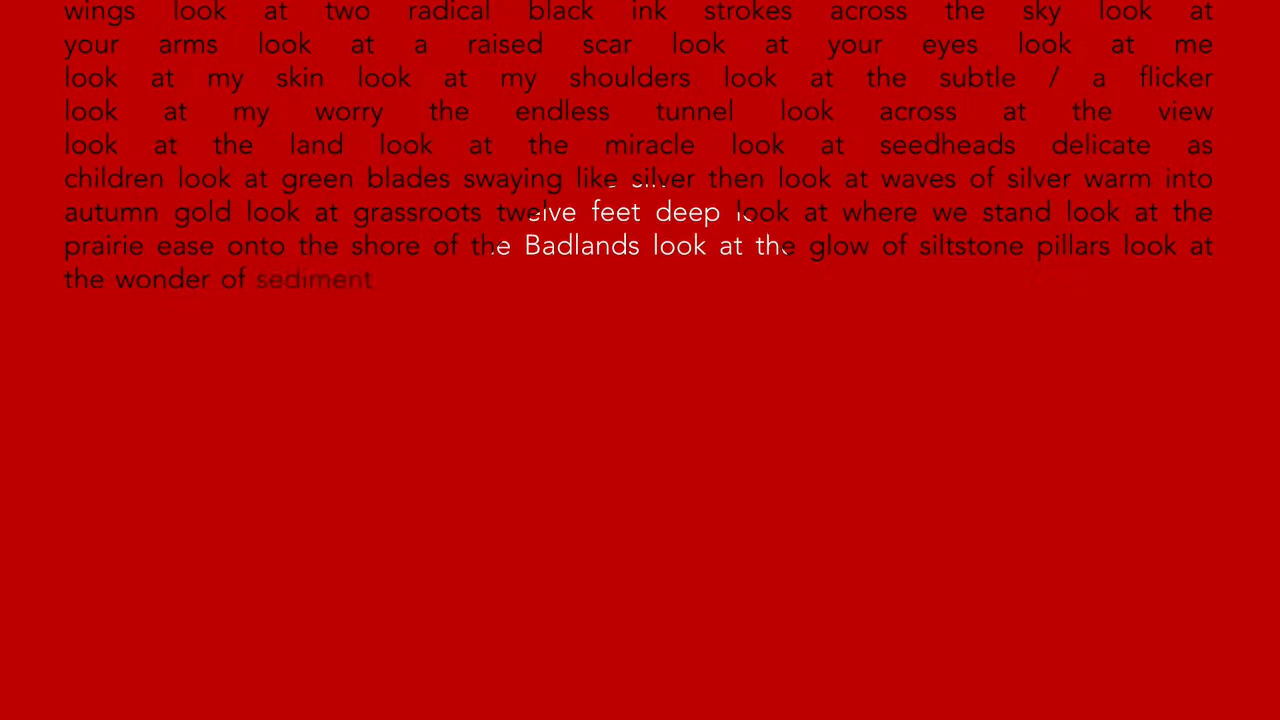 wings look at two radical black ink strokes across the sky look at
your arms look at a raised scar look at your eyes look at me
look at my skin look at my shoulders look at the subtle / a flicker
look at my worry the endless tunnel look across at the view
look at the land look at the miracle look at seedheads delicate as
children look at green blades swaying like silver then look at waves of silver warm into
autumn gold look at grassroots twelve feet deep look at where we stand look at the
prairie ease onto the shore of the Badlands look at the glow of siltstone pillars look at
the wonder of sediment